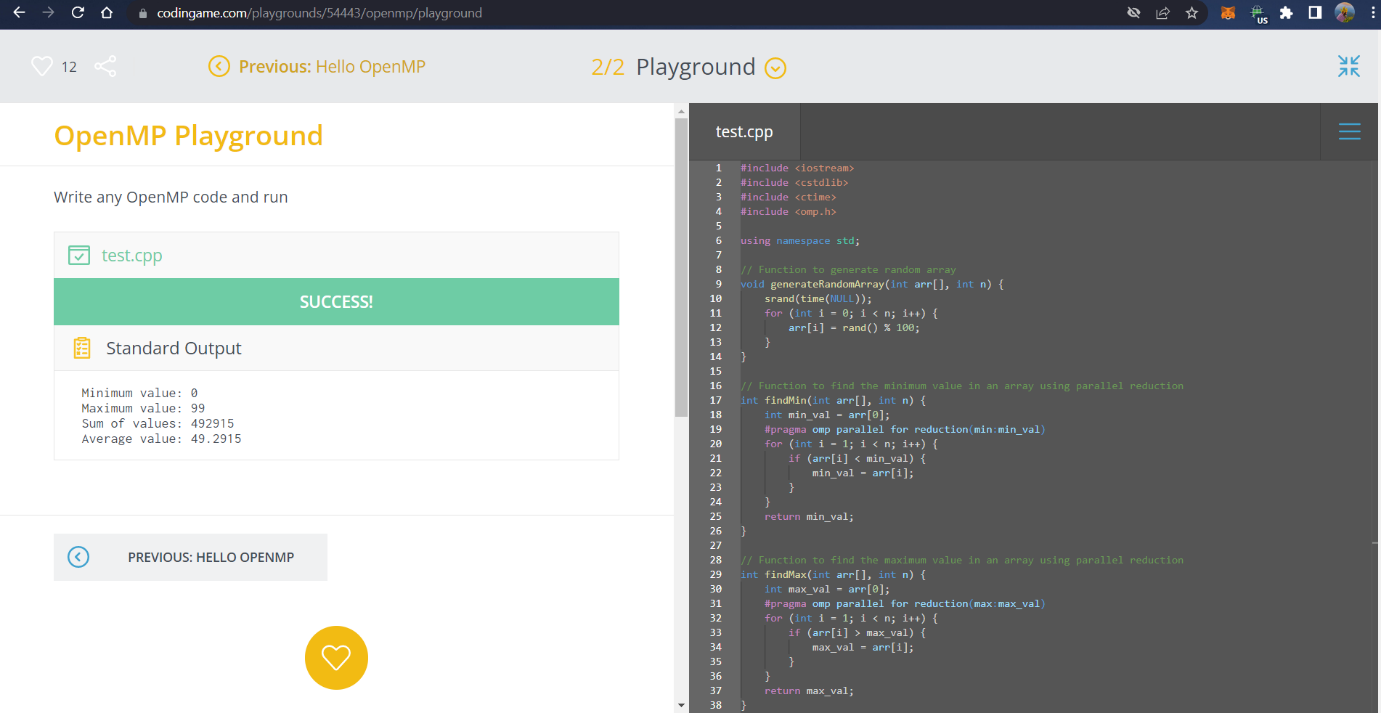 codingame.com/playgrounds/54443/openmp/playground
US
12
Previous: Hello OpenMP
2/2 Playground
OpenMP Playground
Write any OpenMP code and run
test.cpp
SUCCESS!
Standard Output
Minimum value: 0
Maximum value: 99
Sum of values: 492915
Average value: 49.2915
PREVIOUS: HELLO OPENMP
test.cpp
1 #include <iostream>
2 #include <cstdlib>
3 #include <ctime>
4 #include <omp.h>
5
6 using namespace std;
7
8 // Function to generate random array
9 void generateRandomArray(int arr[], int n) {
10 srand(time(NULL));
11 for (int i = 0; i < n; i++) {
12 arr[i] = rand() % 100;
13 }
14 }
15
16 // Function to find the minimum value in an array using parallel reduction
17 int findMin(int arr[], int n) {
18 int min_val = arr[0];
19 #pragma omp parallel for reduction(min:min_val)
20 for (int i = 1; i < n; i++) {
21 if (arr[i] < min_val) {
22 min_val = arr[i];
23 }
24 }
25 return min_val;
26 }
27
28 // Function to find the maximum value in an array using parallel reduction
29 int findMax(int arr[], int n) {
30 int max_val = arr[0];
31 #pragma omp parallel for reduction(max:max_val)
32 for (int i = 1; i < n; i++) {
33 if (arr[i] > max_val) {
34 max_val = arr[i];
35 }
36 }
37 return max_val;
38 }